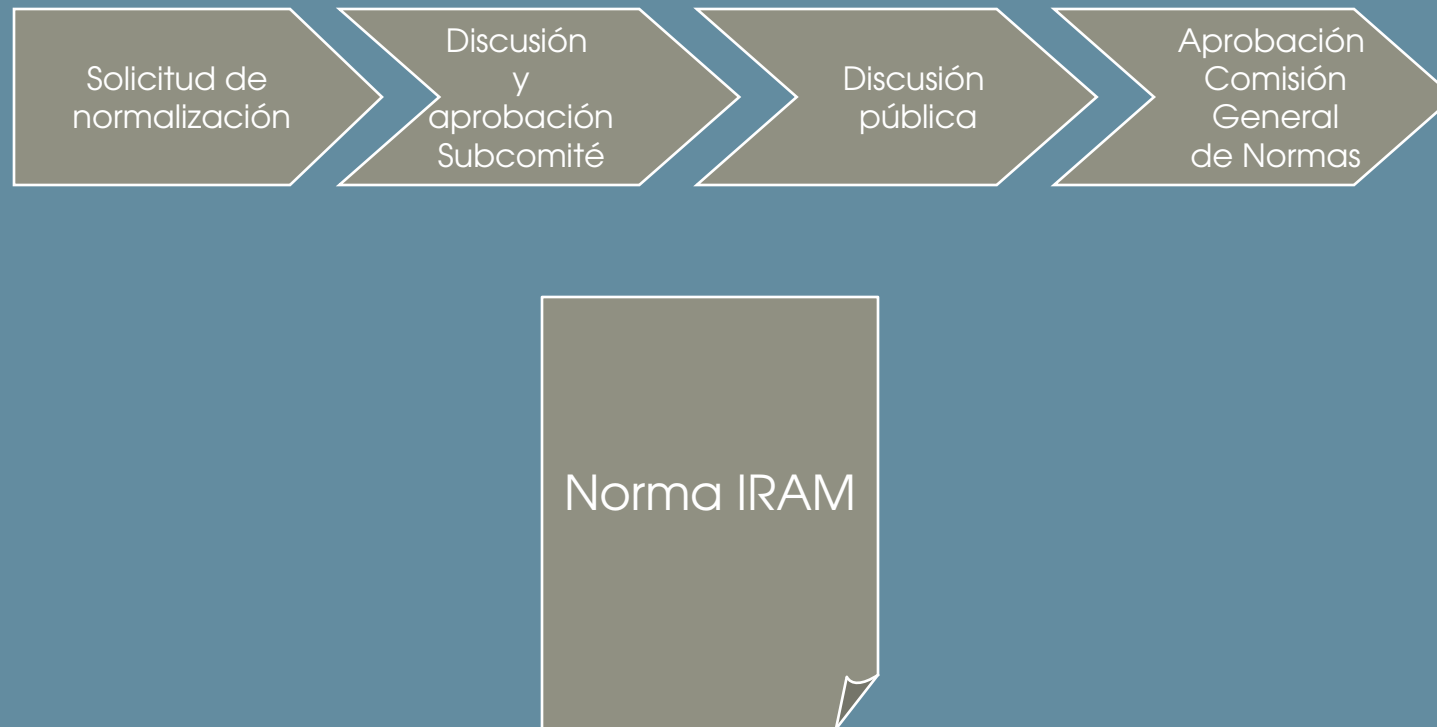 Solicitud de
normalización
Discusión
y
aprobación
Subcomité
Discusión
pública
Aprobación
Comisión
General
de Normas
Norma IRAM